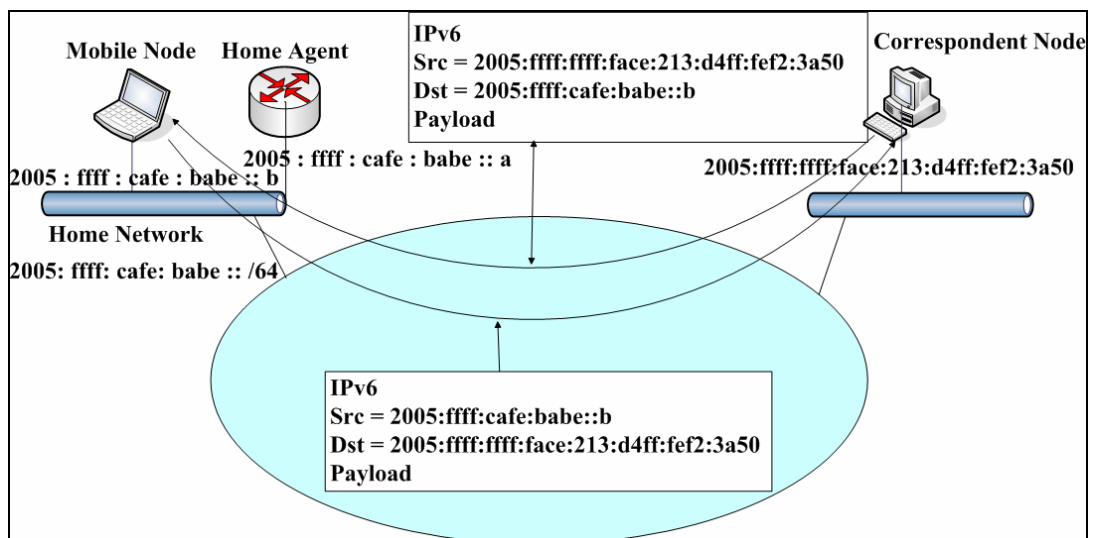 Mobile Node
Home Agent
IPv6
Src = 2005:ffff:ffff:face:213:d4ff:fef2:3a50
Dst = 2005:ffff:cafe:babe::b
Payload
Correspondent Node
2005 : ffff : cafe : babe :: a
2005 : ffff : cafe : babe :: b
2005:ffff:ffff:face:213:d4ff:fef2:3a50
Home Network
2005: ffff: cafe: babe :: /64
IPv6
Src = 2005:ffff:cafe:babe::b
Dst = 2005:ffff:ffff:face:213:d4ff:fef2:3a50
Payload